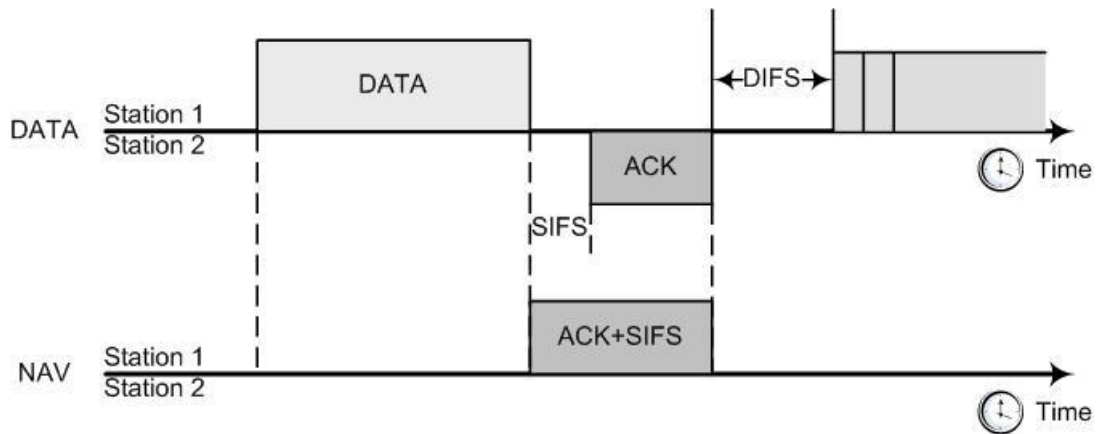 DATA
DIFS
Station 1
DATA
Station 2
ACK
Time
SIFS
ACK+SIFS
Station 1
NAV
Station 2
Time